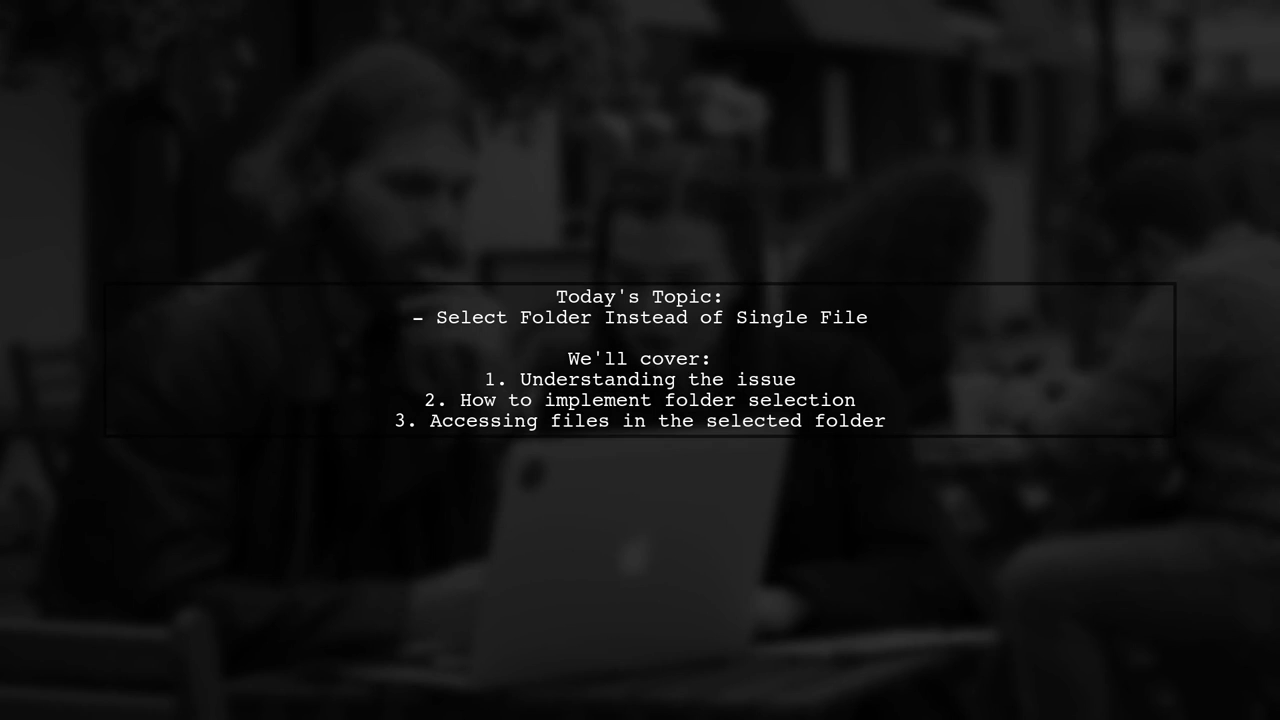 Today's Topic:
- Select Folder Instead of Single File
We'll cover:
1. Understanding the issue
2. How to implement folder selection
3. Accessing files in the selected folder